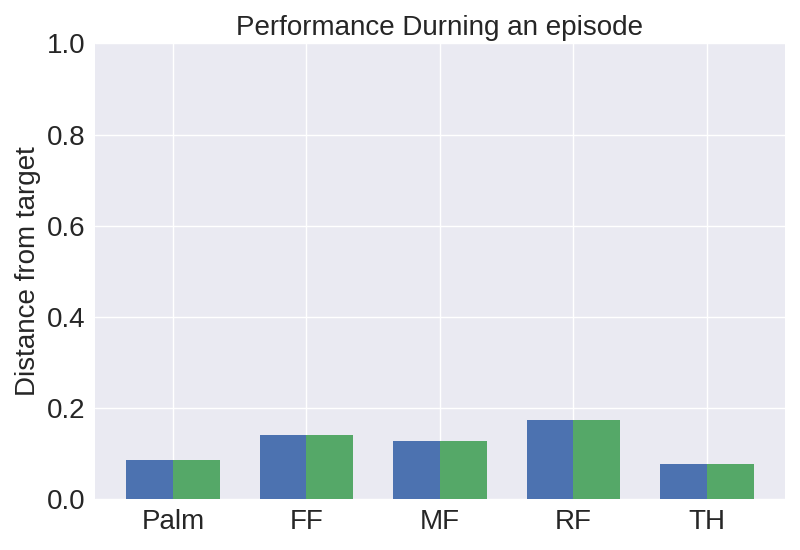 Performance Durning an episode
Distance from target
1.0
0.8
0.6
0.4
0.2
0.0
Palm FF MF RF TH